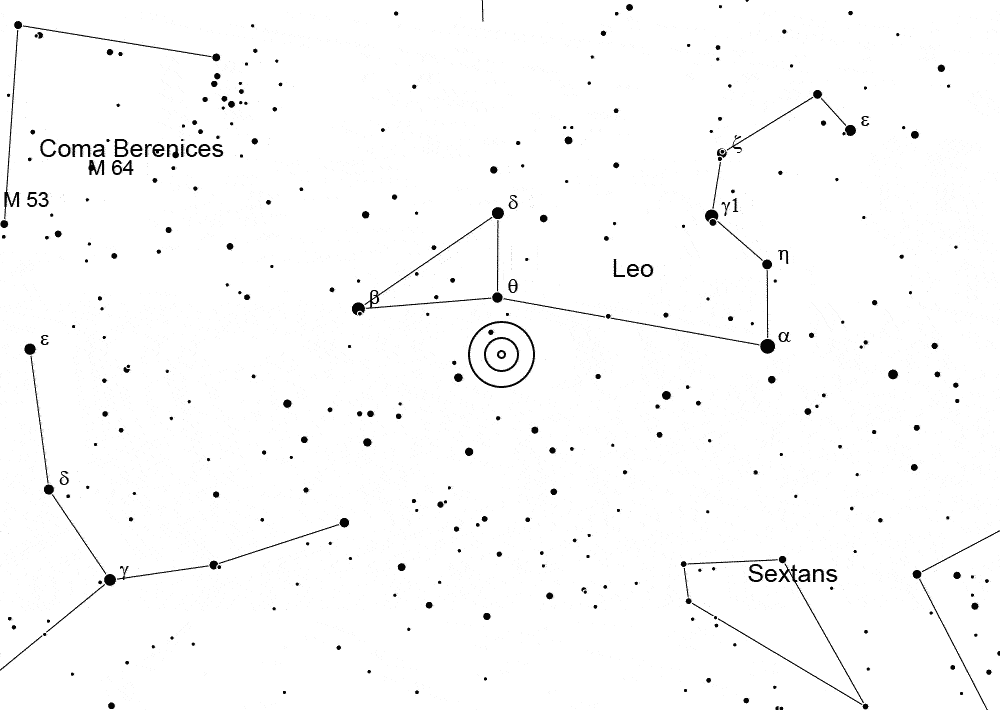 ε
ζ
Coma Berenices
M 64
M 53
δ
γ1
η
Leo
θ
β
α
ε
δ
γ
Sextans